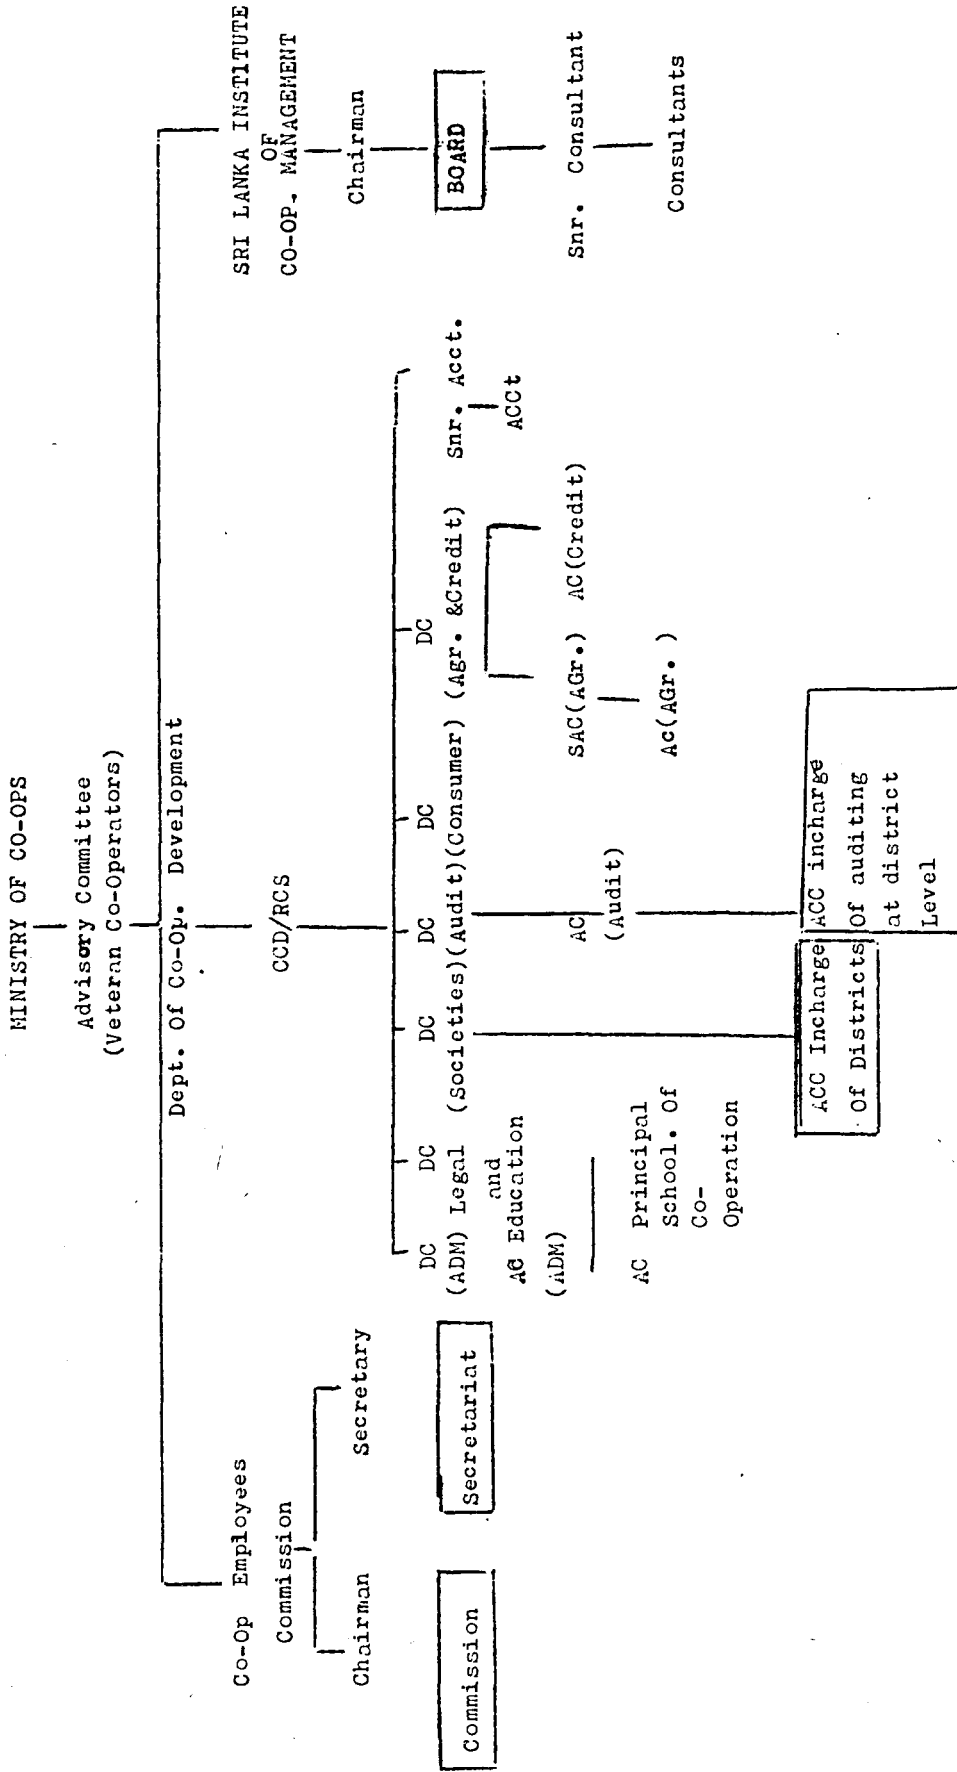 MINISTRY OF CO-OPS
Advisory Committee
(Veteran Co-Operators)
Dept. Of Co-Op. Development
Co-Op Employees
Commission
Chairman
Secretary
Commission
Secretariat
CCD/RCS
DC
(ADM)
AC
(ADM)
DC
Legal
and
Education
AC Principal
School. Of
Co-
Operation
DC
(Societies)
ACC Incharge
Of Districts
DC
(Audit)
AC
(Audit)
ACC incharge
Of auditing
at district
Level
DC
(Consumer)
DC
(Agr. &Credit)
SAC(AGr.)
Ac(AGr.)
AC(Credit)
Snr. Acct.
ACCt
SRI LANKA INSTITUTE
OF
CO-OP. MANAGEMENT
Chairman
BOARD
Snr. Consultant
Consultants